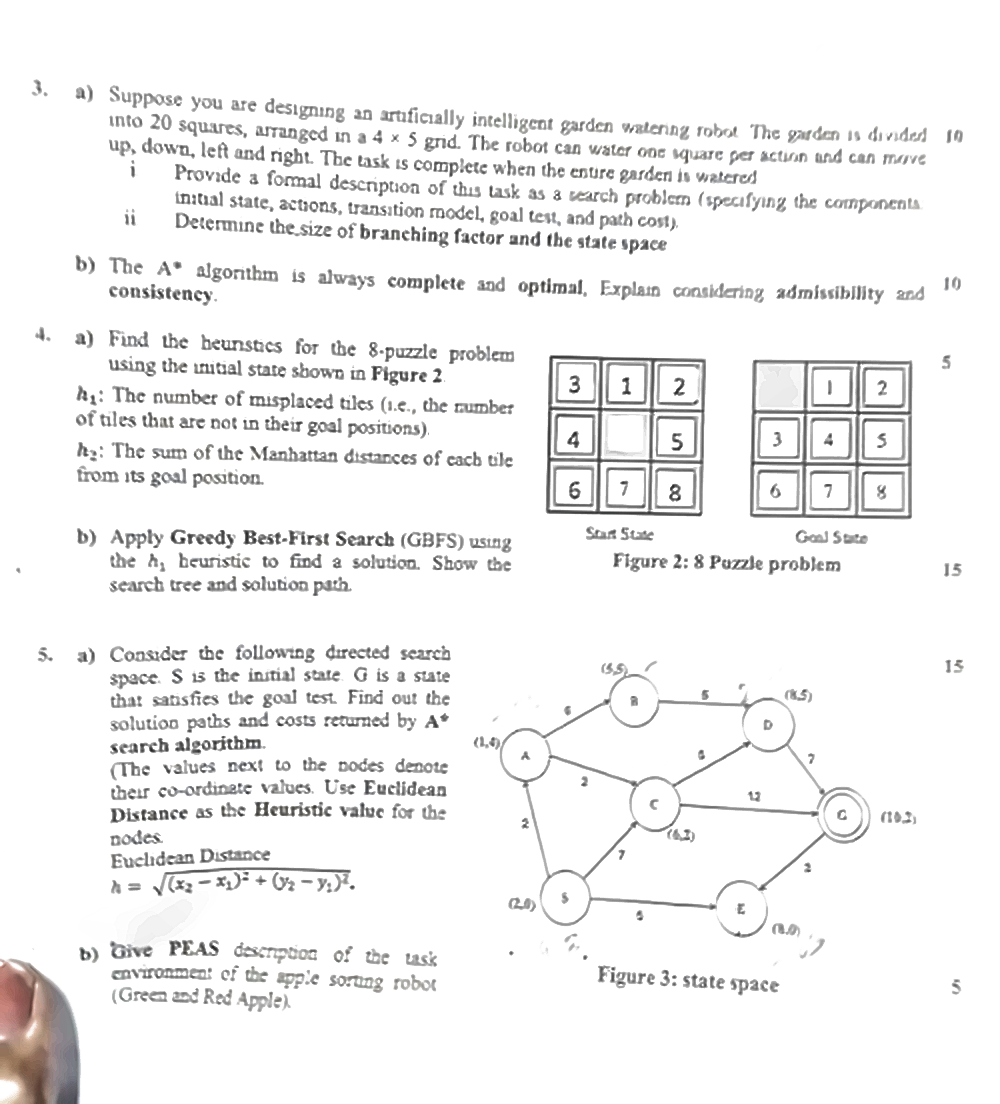 3. a) Suppose you are designing an artificially intelligent garden watering robot. The garden is divided 10
into 20 squares, arranged in a 4 × 5 grid. The robot can water one square per action and can move
up, down, left and right. The task is complete when the entire garden is watered
i Provide a formal description of this task as a search problem (specifying the components
initial state, actions, transition model, goal test, and path cost).
ii Determine the size of branching factor and the state space
b) The A* algorithm is always complete and optimal, Explain considering admissibility and 10
consistency.
4. a) Find the heuristics for the 8-puzzle problem 5
using the initial state shown in Figure 2.
h₁: The number of misplaced tiles (i.e., the number
of tiles that are not in their goal positions).
h₂: The sum of the Manhattan distances of each tile
from its goal position.
3 1 2
4 5
6 7 8
Start State
1 2
3 4 5
6 7 8
Goal State
Figure 2: 8 Puzzle problem
b) Apply Greedy Best-First Search (GBFS) using
the h₁ heuristic to find a solution. Show the 15
search tree and solution path.
5. a) Consider the following directed search 15
space. S is the initial state. G is a state
that satisfies the goal test. Find out the
solution paths and costs returned by A*
search algorithm.
(The values next to the nodes denote
their co-ordinate values. Use Euclidean
Distance as the Heuristic value for the
nodes.
Euclidean Distance
h = √(x₂ − x₁)² + (y₂ − y₁)².
(5,5)
B
5
(8,5)
6
D
(1,4)
A
2
7
C
12
G
(6,2)
2
7
(2,0)
S
5
E
(8,0)
Figure 3: state space
b) Give PEAS description of the task
environment of the apple sorting robot 5
(Green and Red Apple).